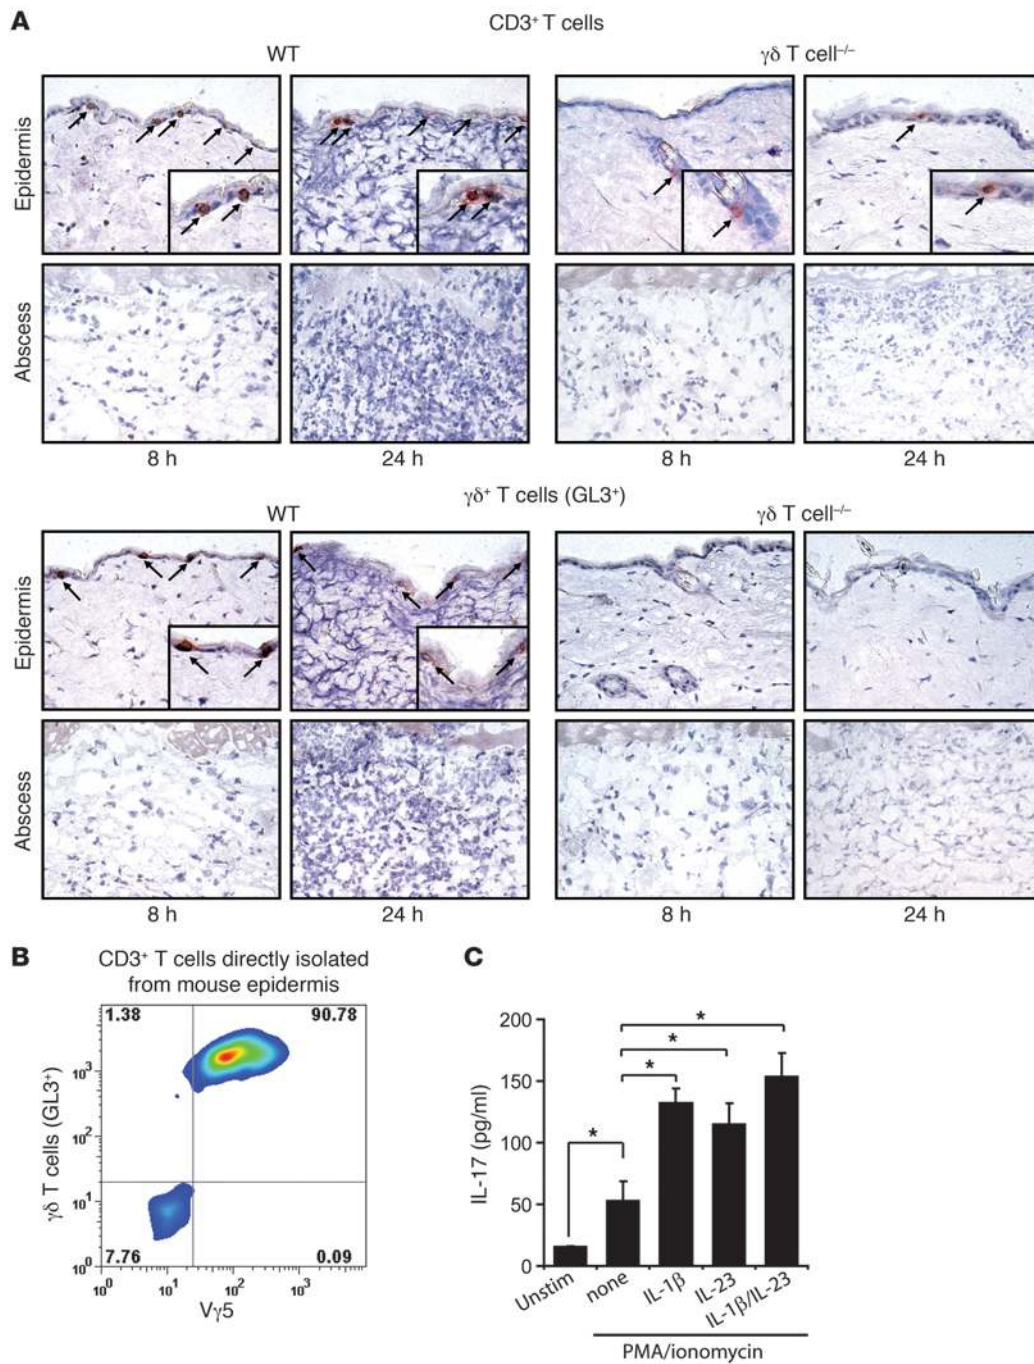 A
CD3⁺ T cells
WT
γδ T cell⁻/⁻
Epidermis
Abscess
8 h
24 h
8 h
24 h
γδ⁺ T cells (GL3⁺)
WT
γδ T cell⁻/⁻
Epidermis
Abscess
8 h
24 h
8 h
24 h
B
CD3⁺ T cells directly isolated
from mouse epidermis
1.38
90.78
7.76
0.09
γδ T cells (GL3⁺)
10³
10²
10¹
10⁰
10⁰
10¹
10²
10³
Vγ5
C
IL-17 (pg/ml)
200
150
100
50
0
*
*
*
*
Unstim
none
IL-1β
IL-23
IL-1β/IL-23
PMA/ionomycin